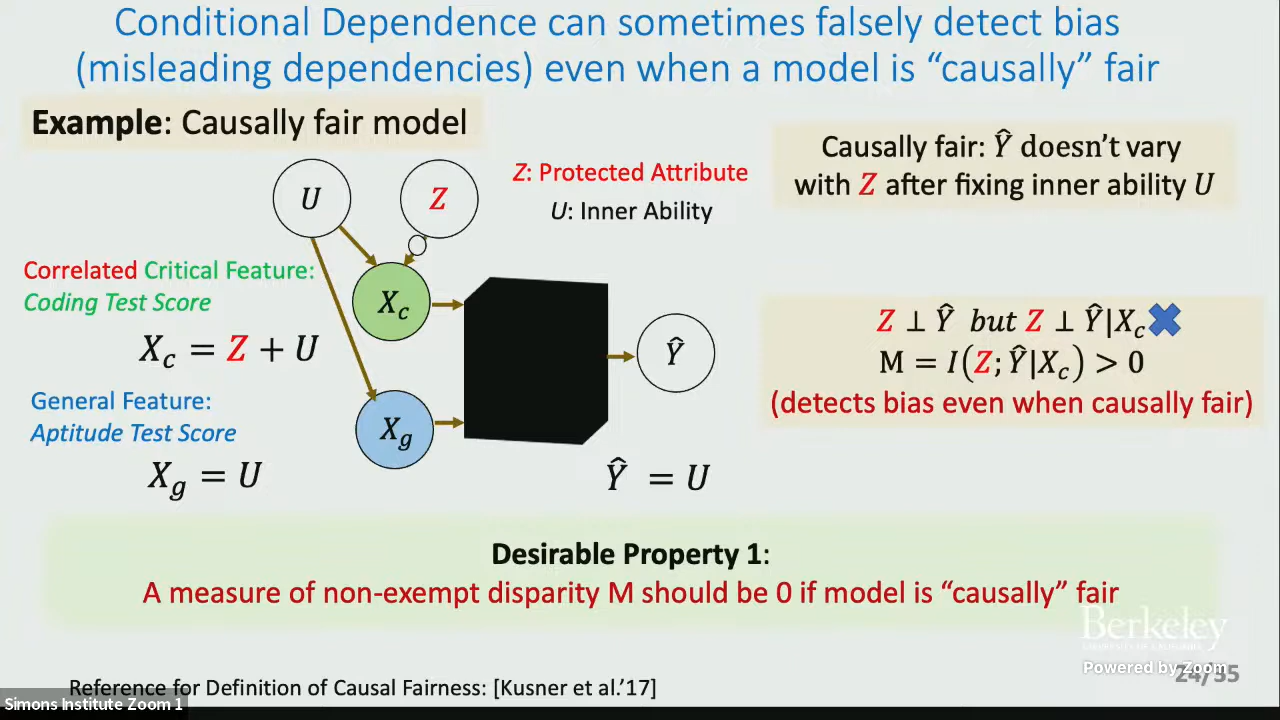 Conditional Dependence can sometimes falsely detect bias
(misleading dependencies) even when a model is “causally” fair
Example: Causally fair model
U
Z
Z: Protected Attribute
U: Inner Ability
Causally fair: Ŷ doesn’t vary
with Z after fixing inner ability U
Correlated Critical Feature:
Coding Test Score
X_c = Z + U
X_c
Z ⊥ Ŷ but Z ⊥ Ŷ|X_c
M = I(Z; Ŷ|X_c) > 0
(detects bias even when causally fair)
Ŷ
General Feature:
Aptitude Test Score
X_g = U
X_g
Ŷ = U
Desirable Property 1:
A measure of non-exempt disparity M should be 0 if model is “causally” fair
Berkeley
UNIVERSITY OF CALIFORNIA
Powered by Zoom
24/35
Reference for Definition of Causal Fairness: [Kusner et al.’17]
Simons Institute Zoom 1